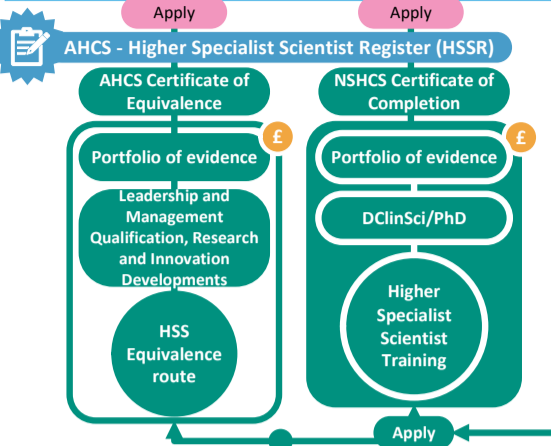 Apply
Apply
AHCS - Higher Specialist Scientist Register (HSSR)
AHCS Certificate of
Equivalence
NSHCS Certificate of
Completion
£
£
Portfolio of evidence
Portfolio of evidence
Leadership and
Management
Qualification, Research
and Innovation
Developments
DClinSci/PhD
HSS
Equivalence
route
Higher
Specialist
Scientist
Training
Apply